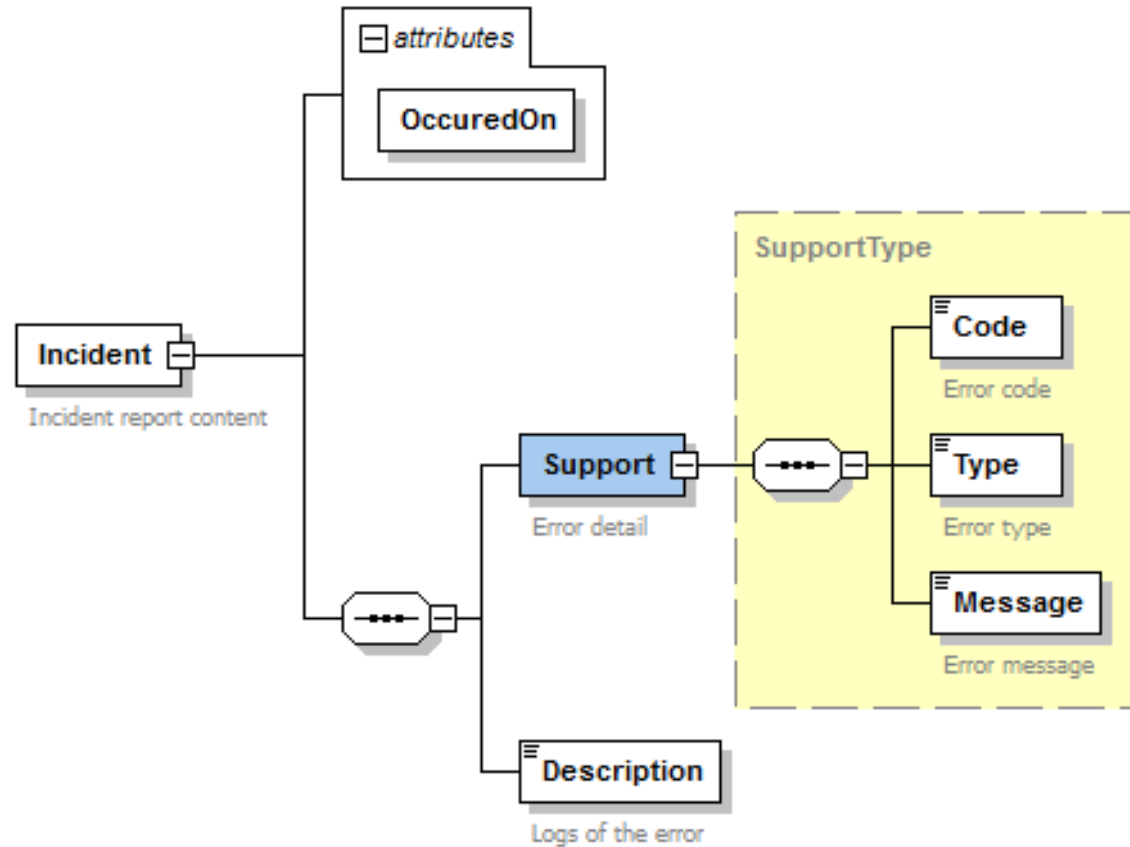 attributes
OccuredOn
SupportType
Code
Error code
Incident
Incident report content
Support
Error detail
Type
Error type
Message
Error message
Description
Logs of the error